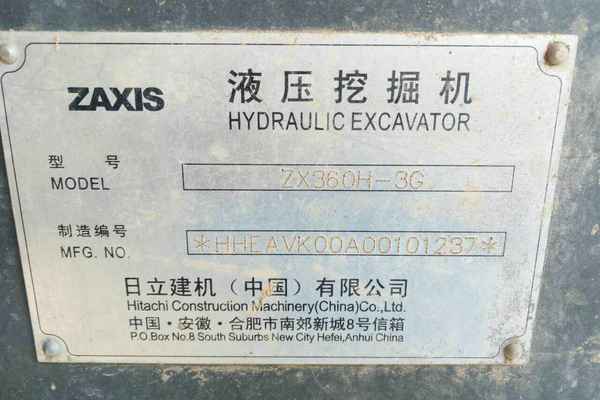 ZAXIS 液压挖掘机
HYDRAULIC EXCAVATOR
型号 ZX360H-3G
MODEL
制造编号 *HHEAVK00A00101237*
MFG. NO.
日立建机（中国）有限公司
Hitachi Construction Machinery(China)Co.,Ltd.
中国·安徽·合肥市南郊新城8号信箱
P.O.Box No.8 South Suburbs New City Hefei,Anhui China